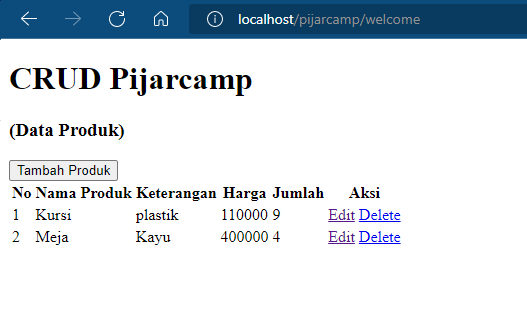 localhost/pijarcamp/welcome
CRUD Pijarcamp
(Data Produk)
Tambah Produk
No Nama Produk Keterangan Harga Jumlah Aksi
1 Kursi plastik 110000 9 Edit Delete
2 Meja Kayu 400000 4 Edit Delete